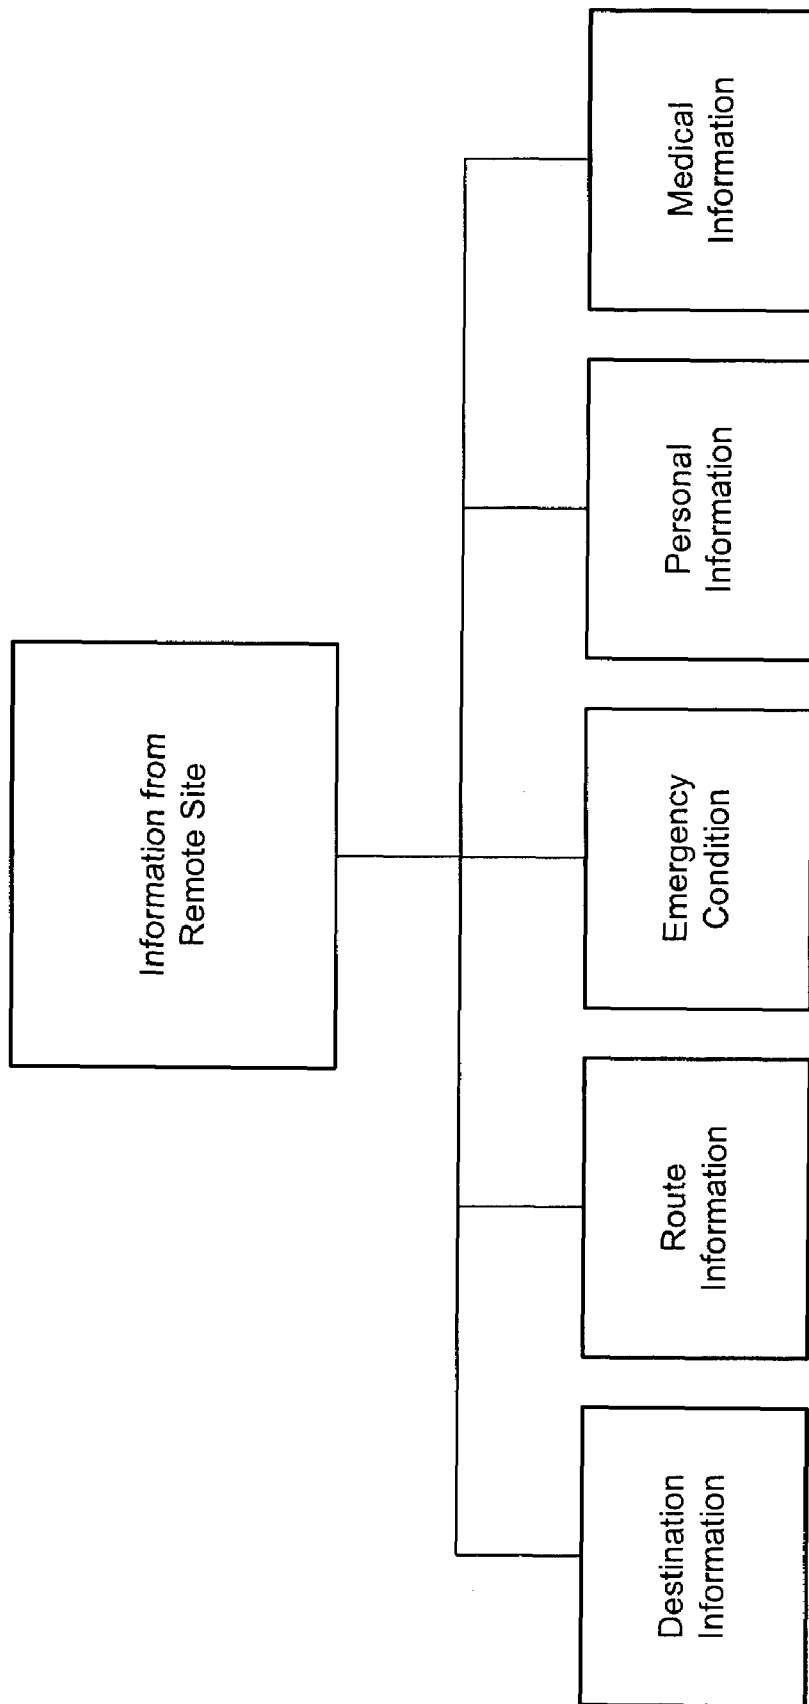 Information from
Remote Site
Destination
Information
Route
Information
Emergency
Condition
Personal
Information
Medical
Information